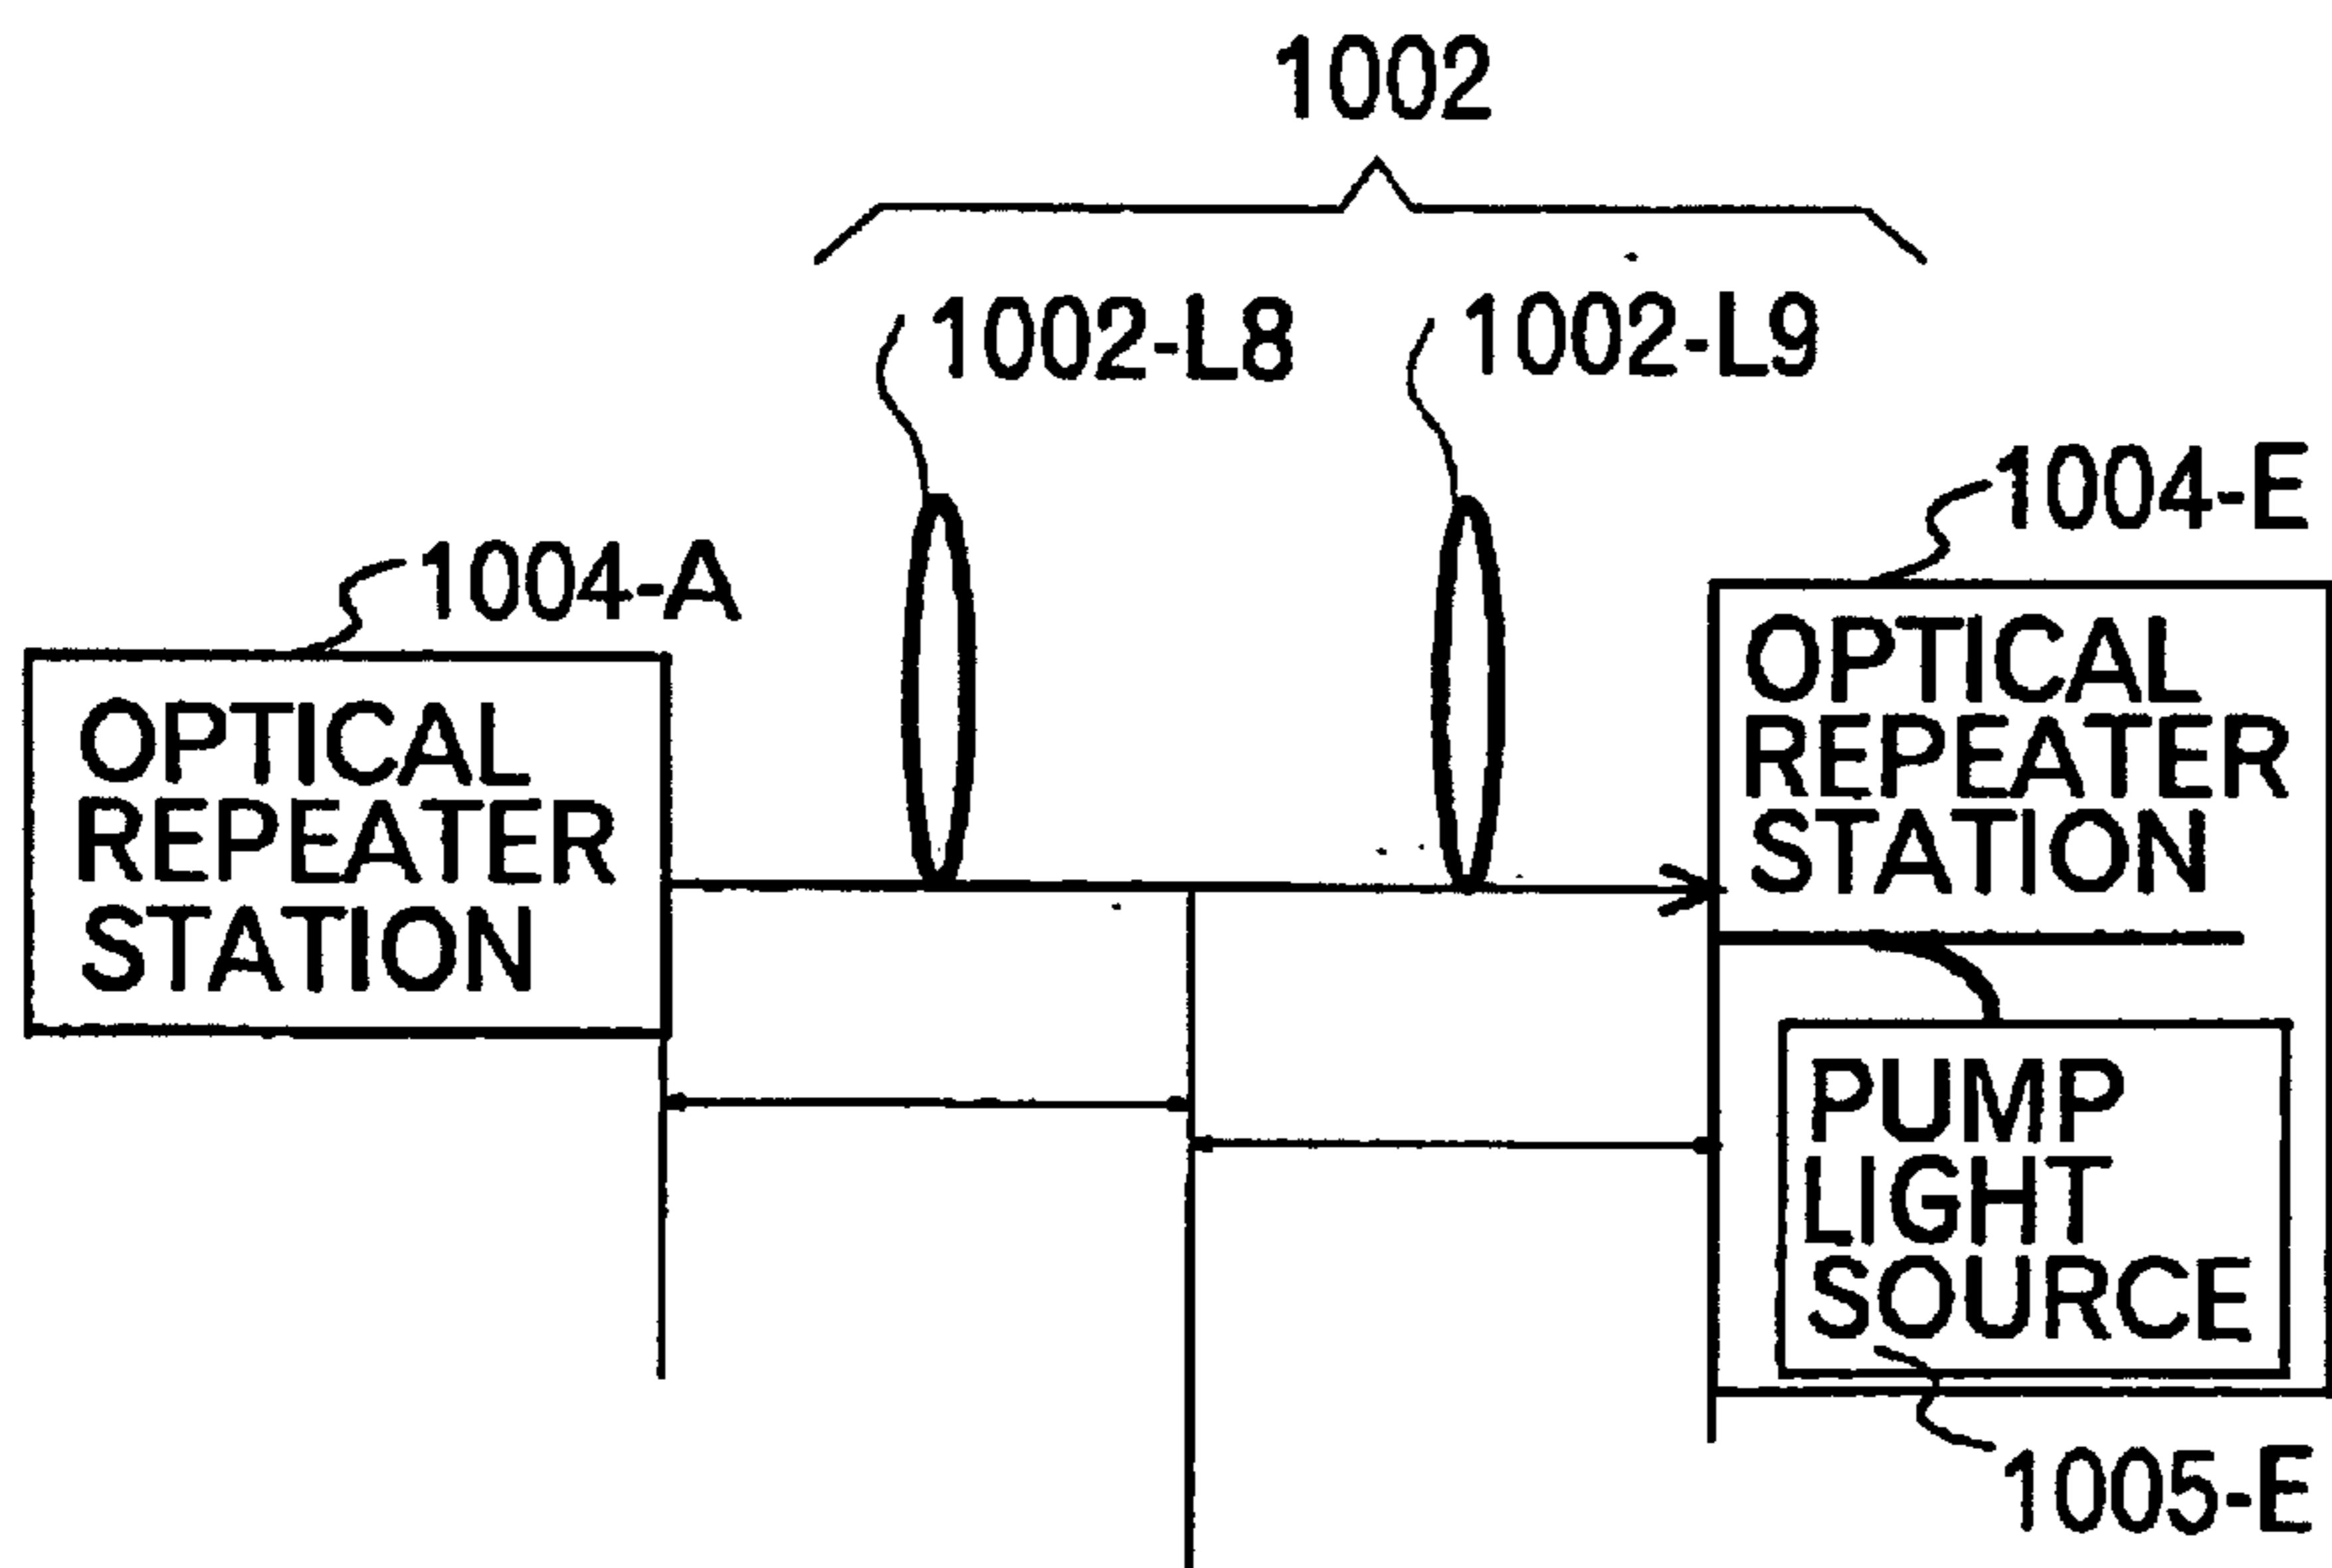 1002
1002-L8
1002-L9
1004-A
1004-E
OPTICAL
REPEATER
STATION
OPTICAL
REPEATER
STATION
PUMP
LIGHT
SOURCE
1005-E